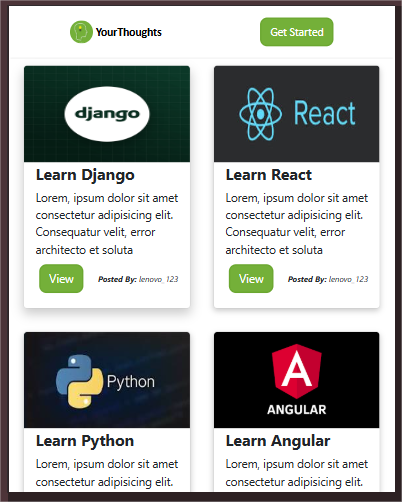 YourThoughts
Get Started
django
React
Learn Django
Lorem, ipsum dolor sit amet
consectetur adipisicing elit.
Consequatur velit, error
architecto et soluta
View
Posted By: lenovo_123
Learn React
Lorem, ipsum dolor sit amet
consectetur adipisicing elit.
Consequatur velit, error
architecto et soluta
View
Posted By: lenovo_123
Python
ANGULAR
Learn Python
Lorem, ipsum dolor sit amet
consectetur adipisicing elit.
Learn Angular
Lorem, ipsum dolor sit amet
consectetur adipisicing elit.